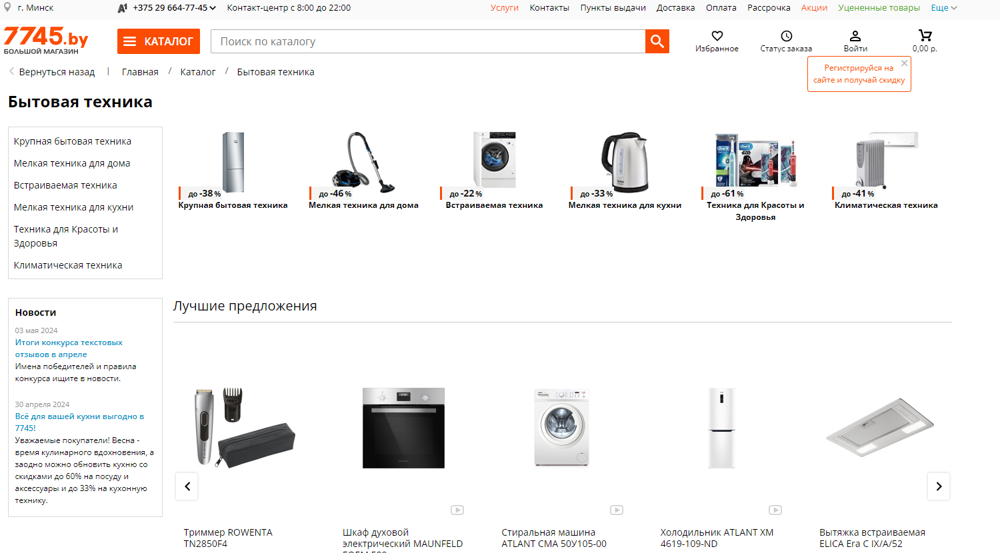 г. Минск
+375 29 664-77-45
Контакт-центр с 8:00 до 22:00
Услуги
Контакты
Пункты выдачи
Доставка
Оплата
Рассрочка
Акции
Уцененные товары
Еще
7745.by
БОЛЬШОЙ МАГАЗИН
КАТАЛОГ
Поиск по каталогу
Избранное
Статус заказа
Войти
0,00 р.
Регистрируйся на
сайте и получай скидку
Вернуться назад | Главная / Каталог / Бытовая техника
Бытовая техника
Крупная бытовая техника
Мелкая техника для дома
Встраиваемая техника
Мелкая техника для кухни
Техника для Красоты и
Здоровья
Климатическая техника
до -38 %
Крупная бытовая техника
до -46 %
Мелкая техника для дома
до -22 %
Встраиваемая техника
до -33 %
Мелкая техника для кухни
до -61 %
Техника для Красоты и
Здоровья
до -41 %
Климатическая техника
Новости
03 мая 2024
Итоги конкурса текстовых
отзывов в апреле
Имена победителей и правила
конкурса ищите в новости.
30 апреля 2024
Всё для вашей кухни выгодно в
7745!
Уважаемые покупатели! Весна -
время кулинарного вдохновения, а
заодно можно обновить кухню со
скидками до 60% на посуду и
аксессуары и до 33% на кухонную
технику.
Лучшие предложения
Триммер ROWENTA
TN2850F4
Шкаф духовой
электрический MAUNFELD
Стиральная машина
ATLANT СМА 50У105-00
Холодильник ATLANT ХМ
4619-109-ND
Вытяжка встраиваемая
ELICA Era C IX/A/52